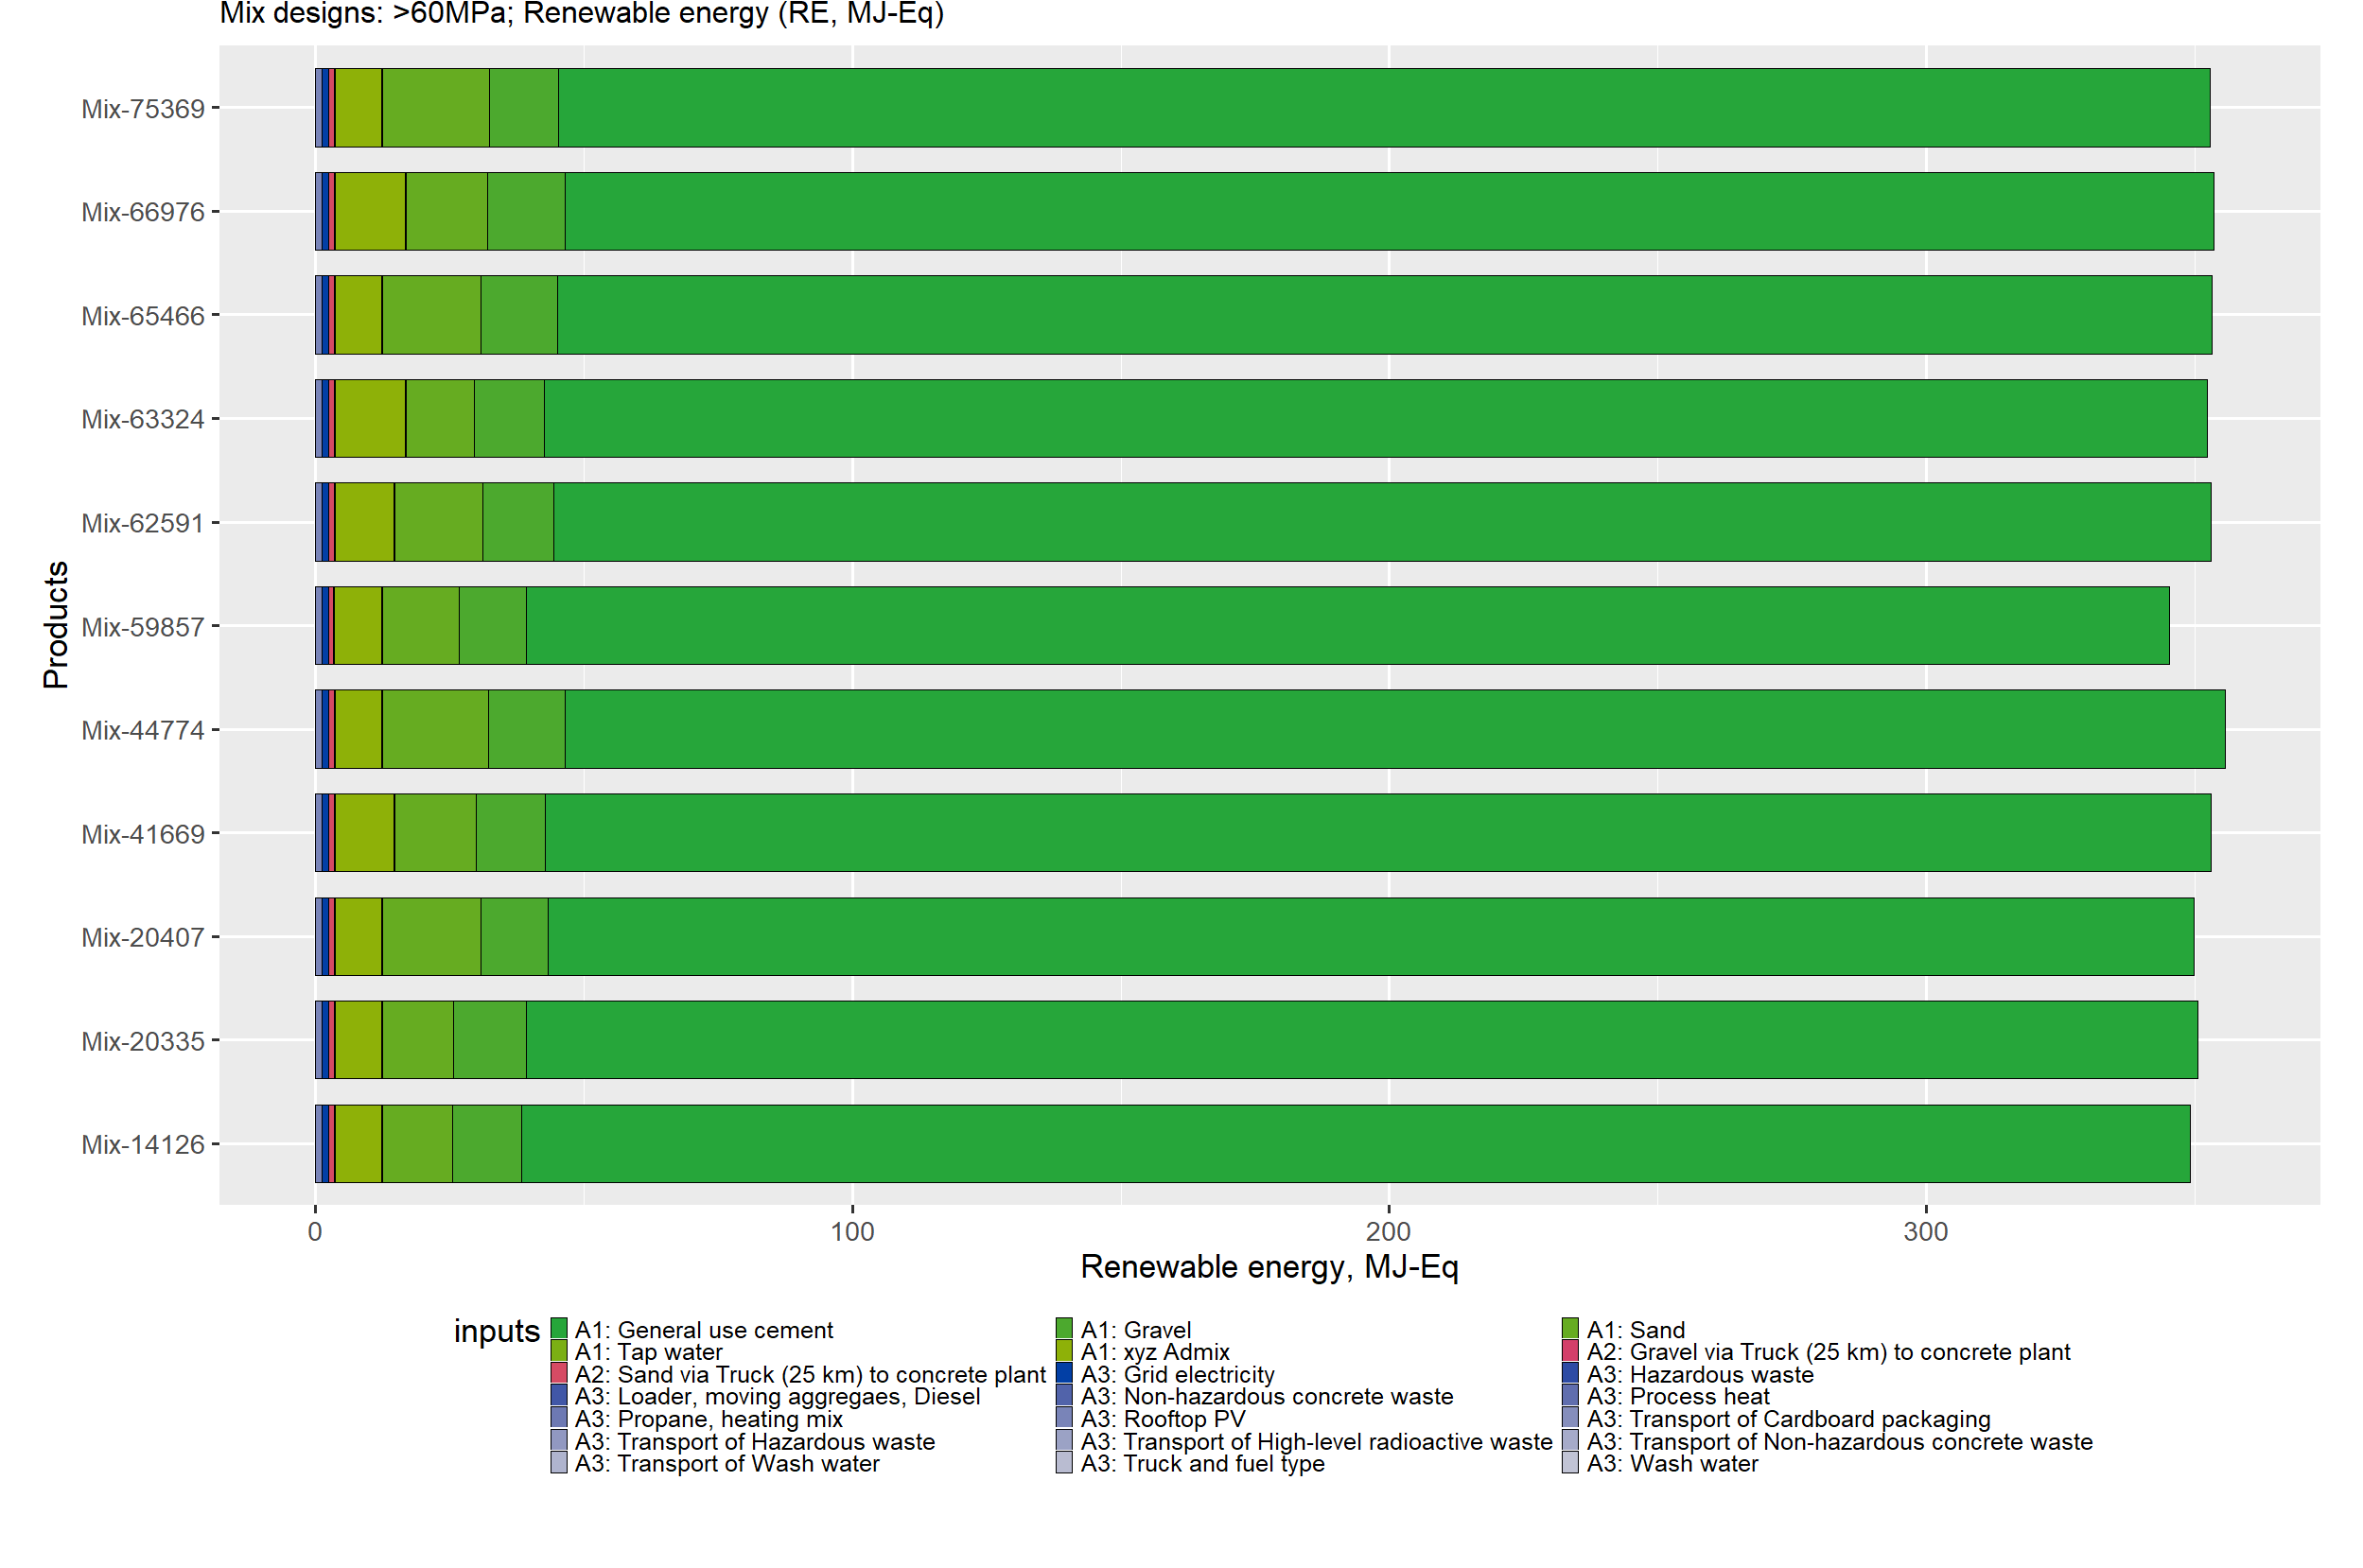 Mix designs: >60MPa; Renewable energy (RE, MJ-Eq)
Products
Mix-75369
Mix-66976
Mix-65466
Mix-63324
Mix-62591
Mix-59857
Mix-44774
Mix-41669
Mix-20407
Mix-20335
Mix-14126
0 100 200 300
Renewable energy, MJ-Eq
inputs
A1: General use cement A1: Gravel A1: Sand
A1: Tap water A1: xyz Admix A2: Gravel via Truck (25 km) to concrete plant
A2: Sand via Truck (25 km) to concrete plant A3: Grid electricity A3: Hazardous waste
A3: Loader, moving aggregaes, Diesel A3: Non-hazardous concrete waste A3: Process heat
A3: Propane, heating mix A3: Rooftop PV A3: Transport of Cardboard packaging
A3: Transport of Hazardous waste A3: Transport of High-level radioactive waste A3: Transport of Non-hazardous concrete waste
A3: Transport of Wash water A3: Truck and fuel type A3: Wash water